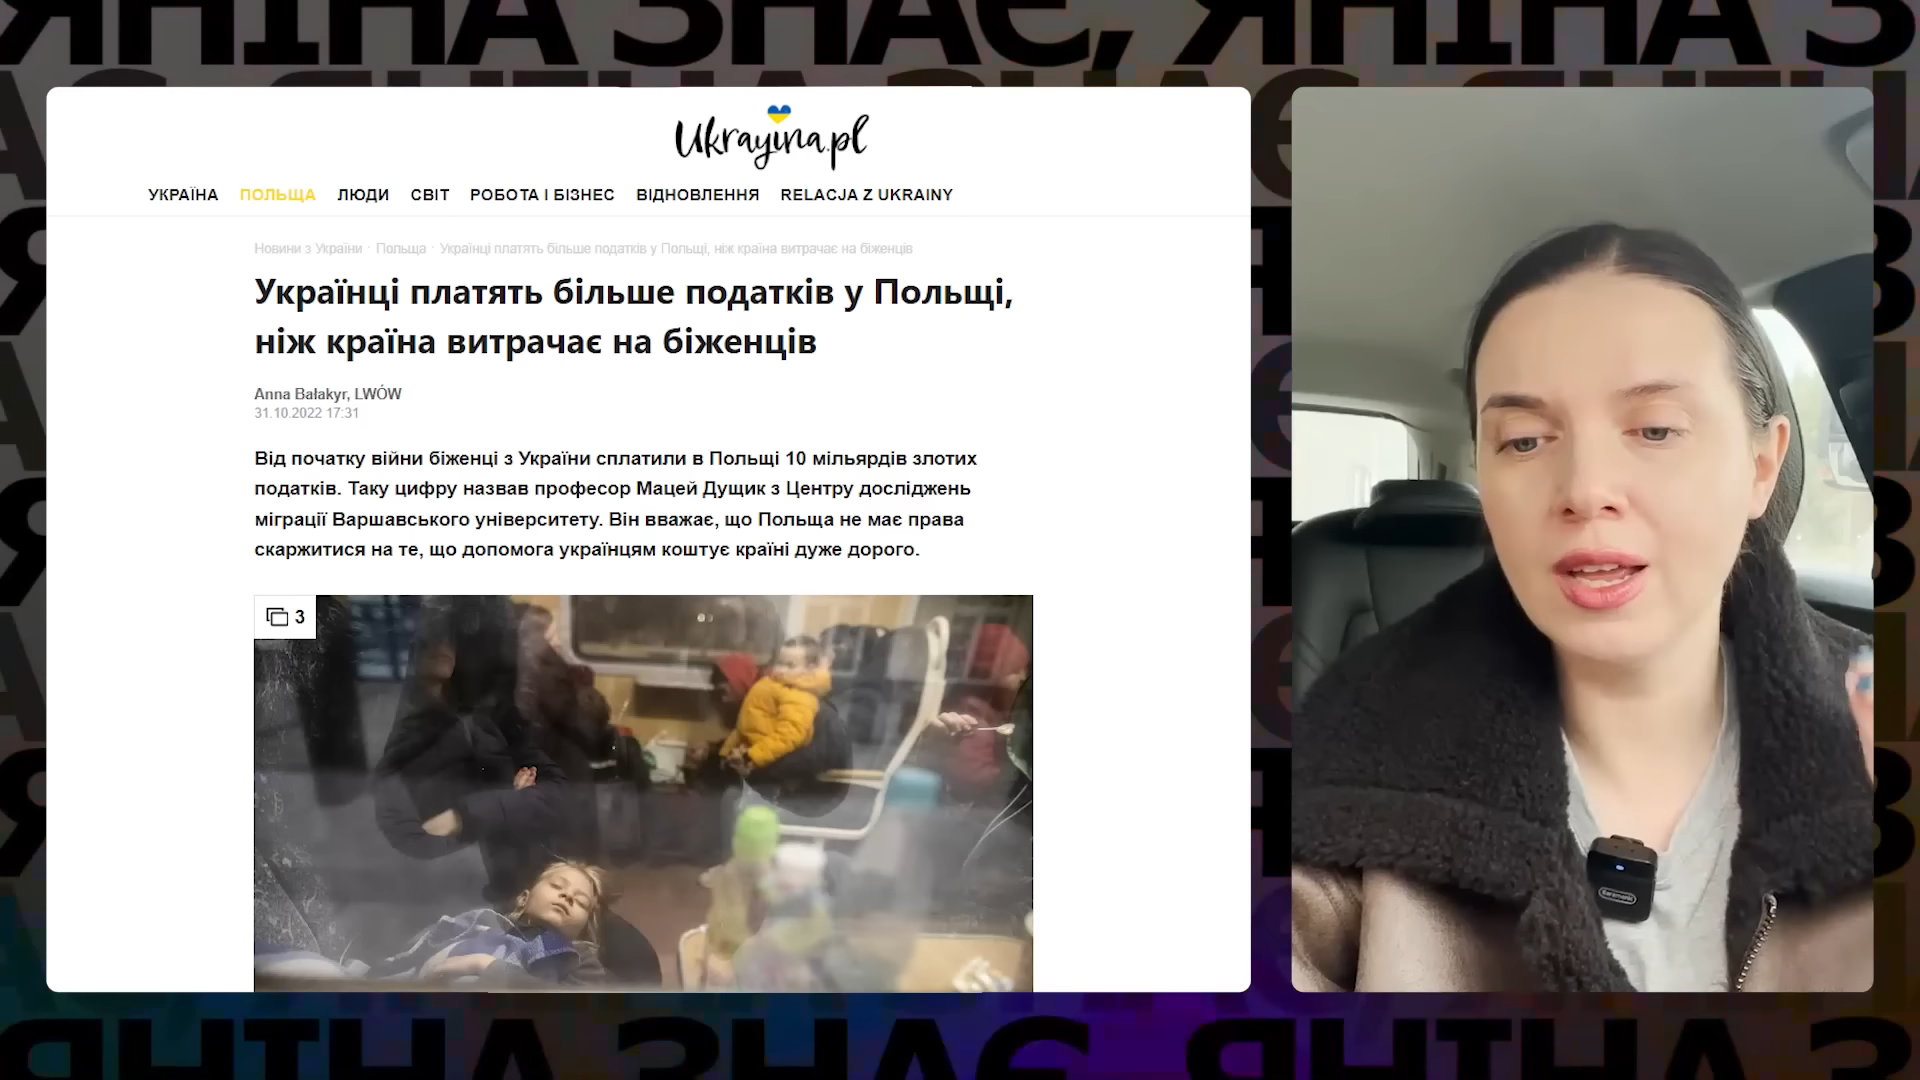 ЯНІНА ЗНАЄ, ЯНІНА З
Ukrayina.pl
УКРАЇНА ПОЛЬЩА ЛЮДИ СВІТ РОБОТА І БІЗНЕС ВІДНОВЛЕННЯ RELACJA Z UKRAINY
Новини з України · Польща · Українці платять більше податків у Польщі, ніж країна витрачає на біженців
Українці платять більше податків у Польщі,
ніж країна витрачає на біженців
Anna Bałakyr, LWÓW
31.10.2022 17:31
Від початку війни біженці з України сплатили в Польщі 10 мільярдів злотих
податків. Таку цифру назвав професор Мацей Дущик з Центру досліджень
міграції Варшавського університету. Він вважає, що Польща не має права
скаржитися на те, що допомога українцям коштує країні дуже дорого.
3
Saramonic
ЯНІНА ЗНАЄ, ЯНІНА З